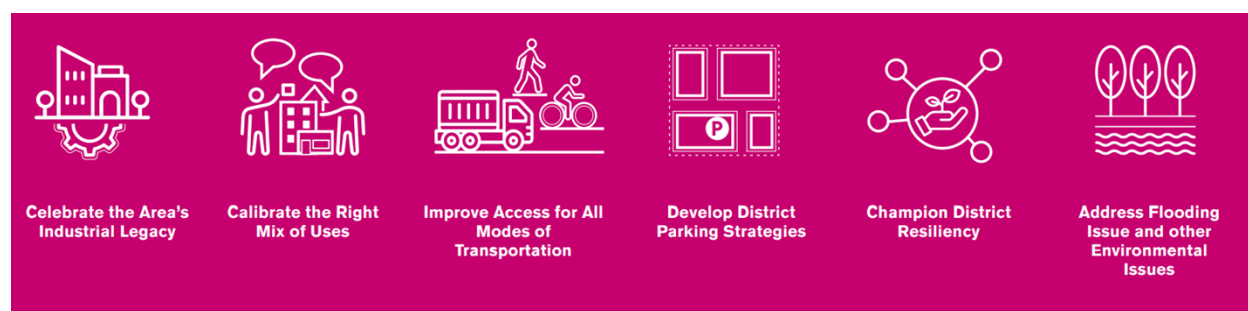 P
Celebrate the Area's
Industrial Legacy
Calibrate the Right
Mix of Uses
Improve Access for All
Modes of
Transportation
Develop District
Parking Strategies
Champion District
Resiliency
Address Flooding
Issue and other
Environmental
Issues